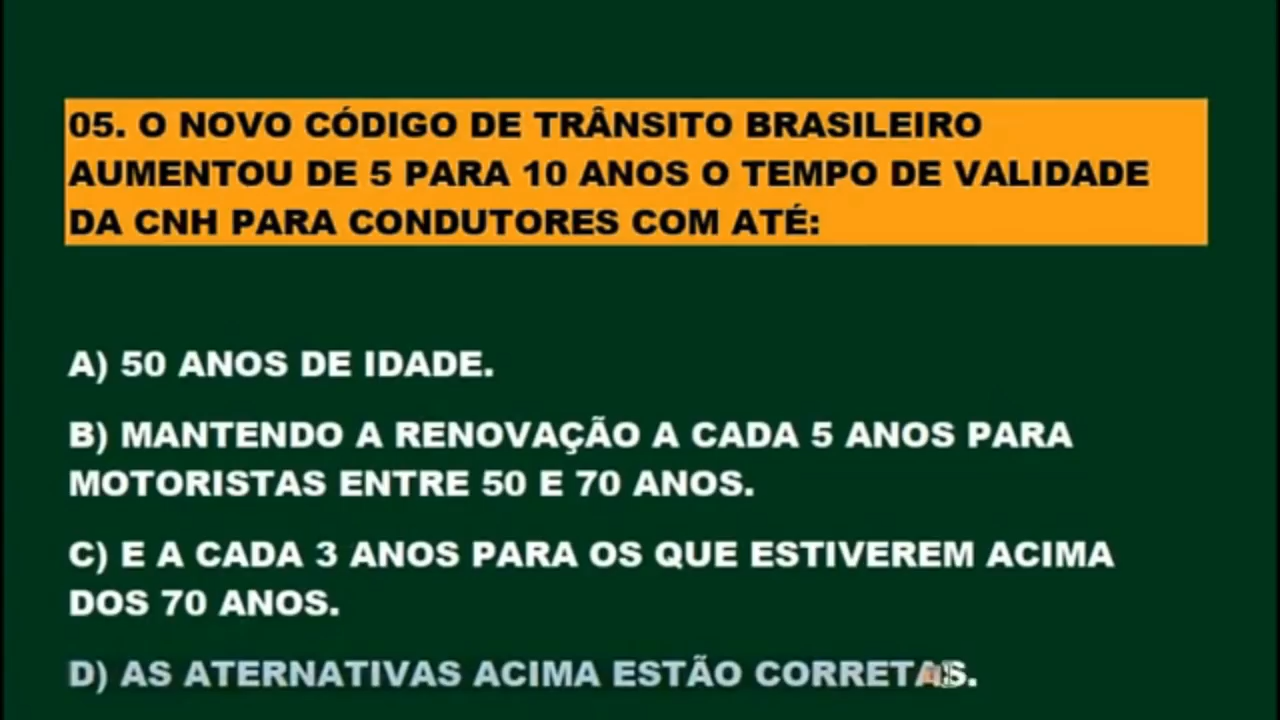 05. O NOVO CÓDIGO DE TRÂNSITO BRASILEIRO
AUMENTOU DE 5 PARA 10 ANOS O TEMPO DE VALIDADE
DA CNH PARA CONDUTORES COM ATÉ:
A) 50 ANOS DE IDADE.
B) MANTENDO A RENOVAÇÃO A CADA 5 ANOS PARA
MOTORISTAS ENTRE 50 E 70 ANOS.
C) E A CADA 3 ANOS PARA OS QUE ESTIVEREM ACIMA
DOS 70 ANOS.
D) AS ATERNATIVAS ACIMA ESTÃO CORRETAS.